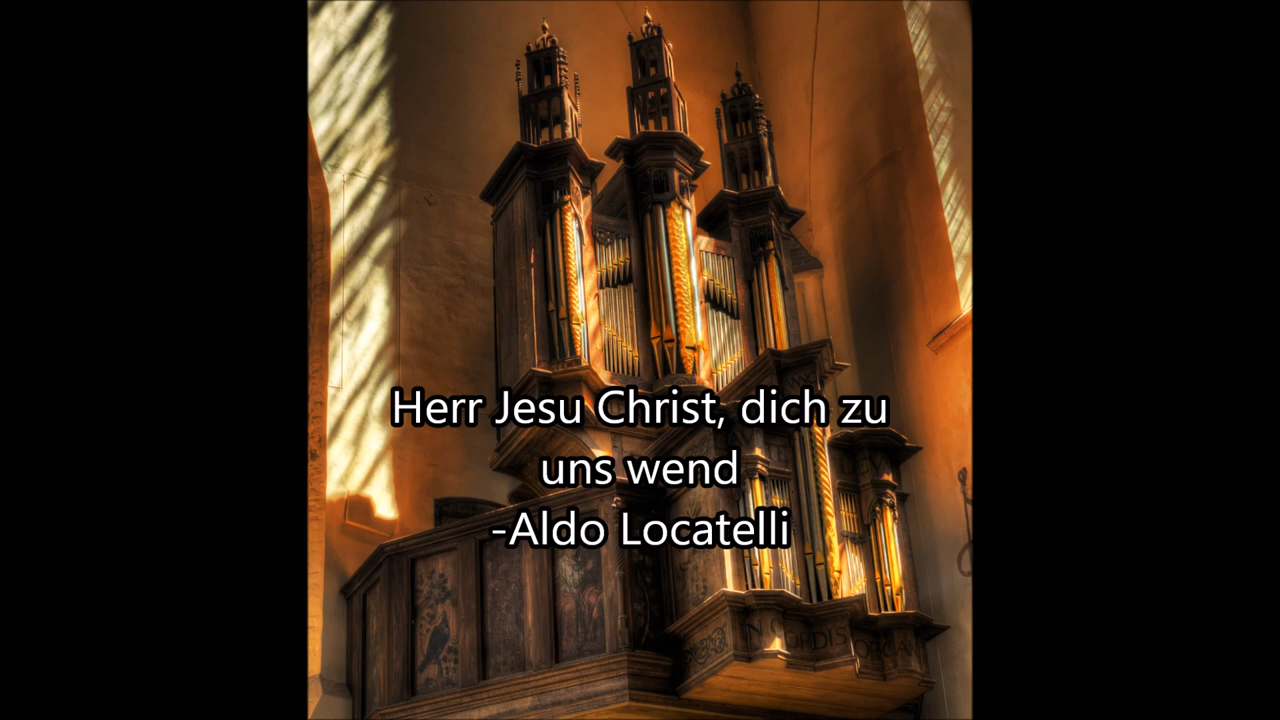 Herr Jesu Christ, dich zu
uns wend
-Aldo Locatelli